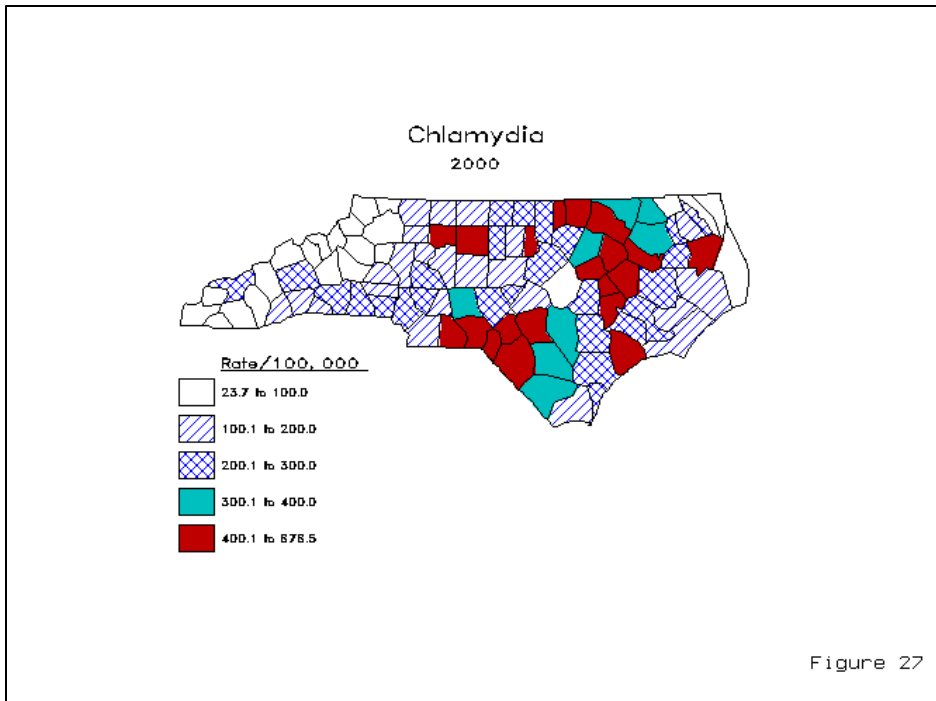 Chlamydia
2000
Rate/100,000
23.7 to 100.0
100.1 to 200.0
200.1 to 300.0
300.1 to 400.0
400.1 to 676.5
Figure 27